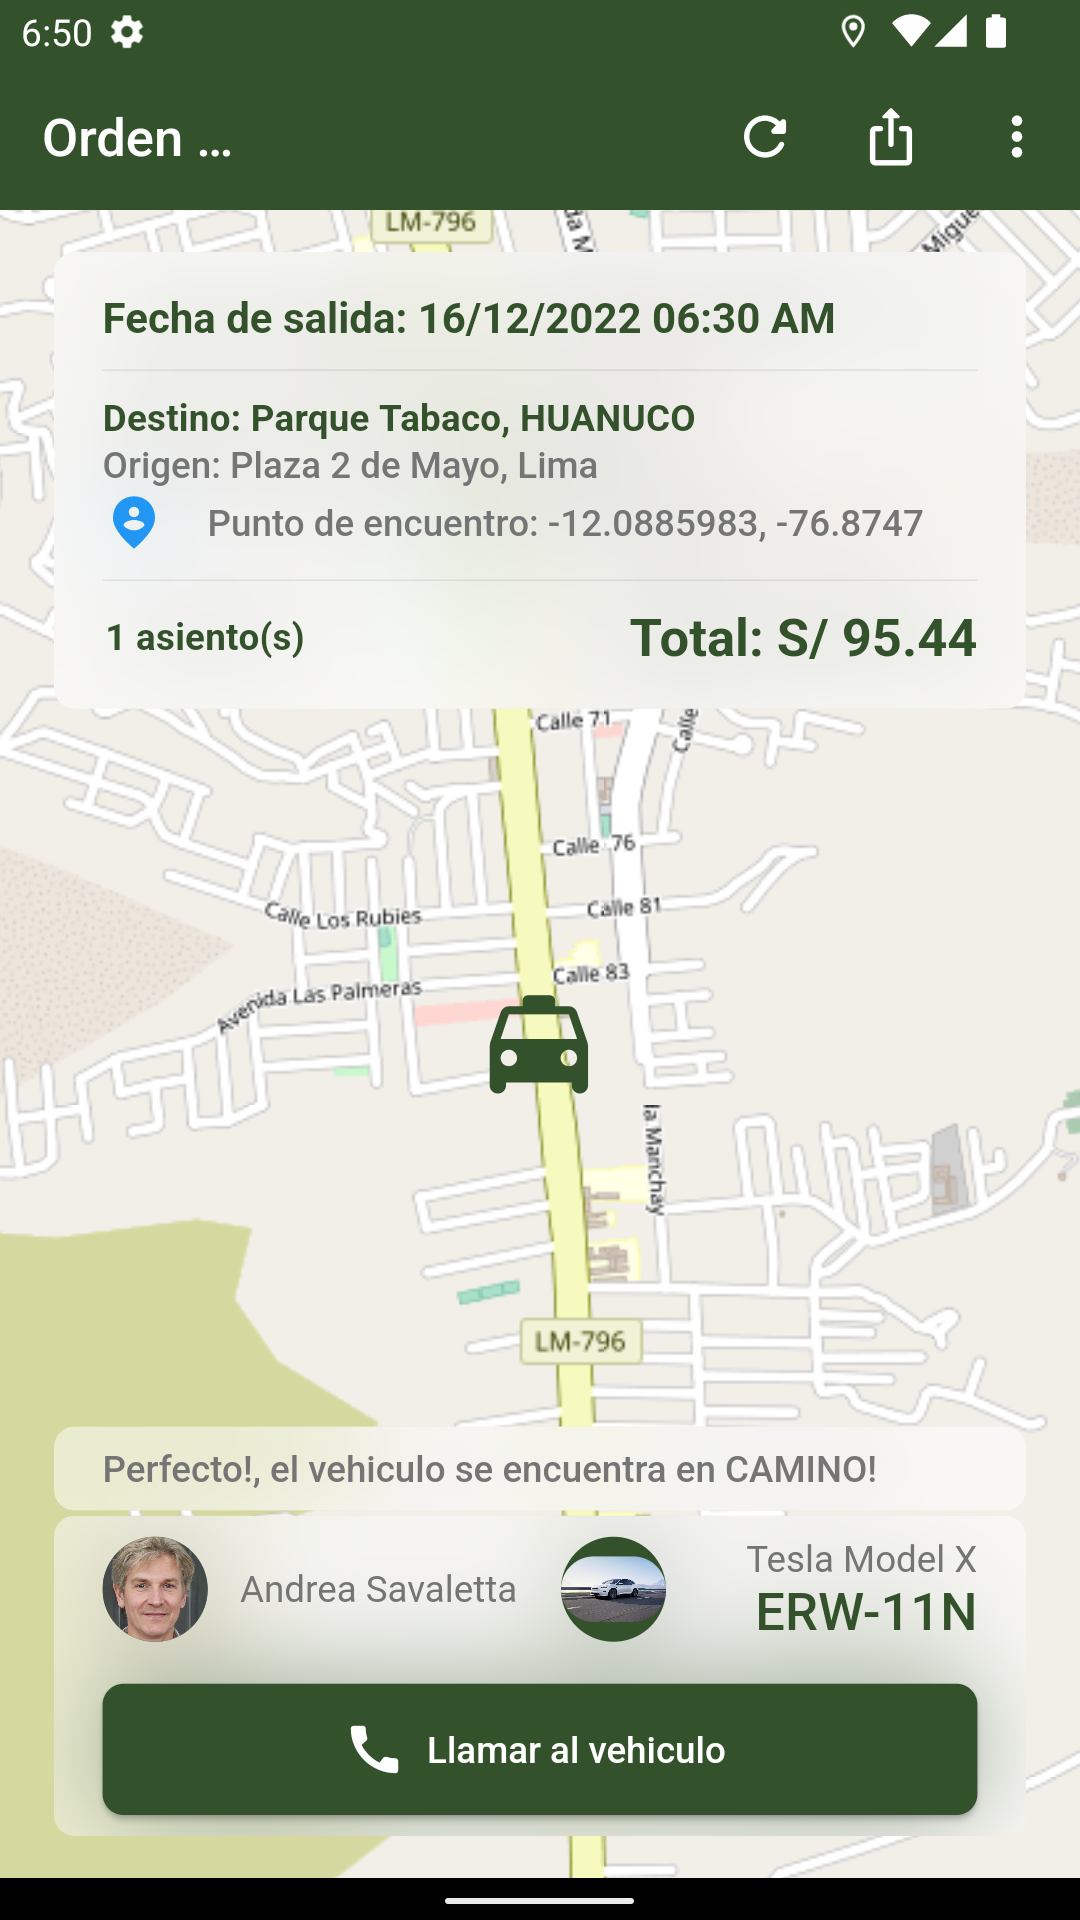 6:50
Orden ...
LM-796
da M
Migue
Fecha de salida: 16/12/2022 06:30 AM
Destino: Parque Tabaco, HUANUCO
Origen: Plaza 2 de Mayo, Lima
Punto de encuentro: -12.0885983, -76.8747
1 asiento(s)
Total: S/ 95.44
Calle 71
Calle
Calle 76
Calle 81
Calle Los Rubies
Calle 83
Avenida Las Palmeras
la Manchay
LM-796
Perfecto!, el vehiculo se encuentra en CAMINO!
Andrea Savaletta
Tesla Model X
ERW-11N
Llamar al vehiculo